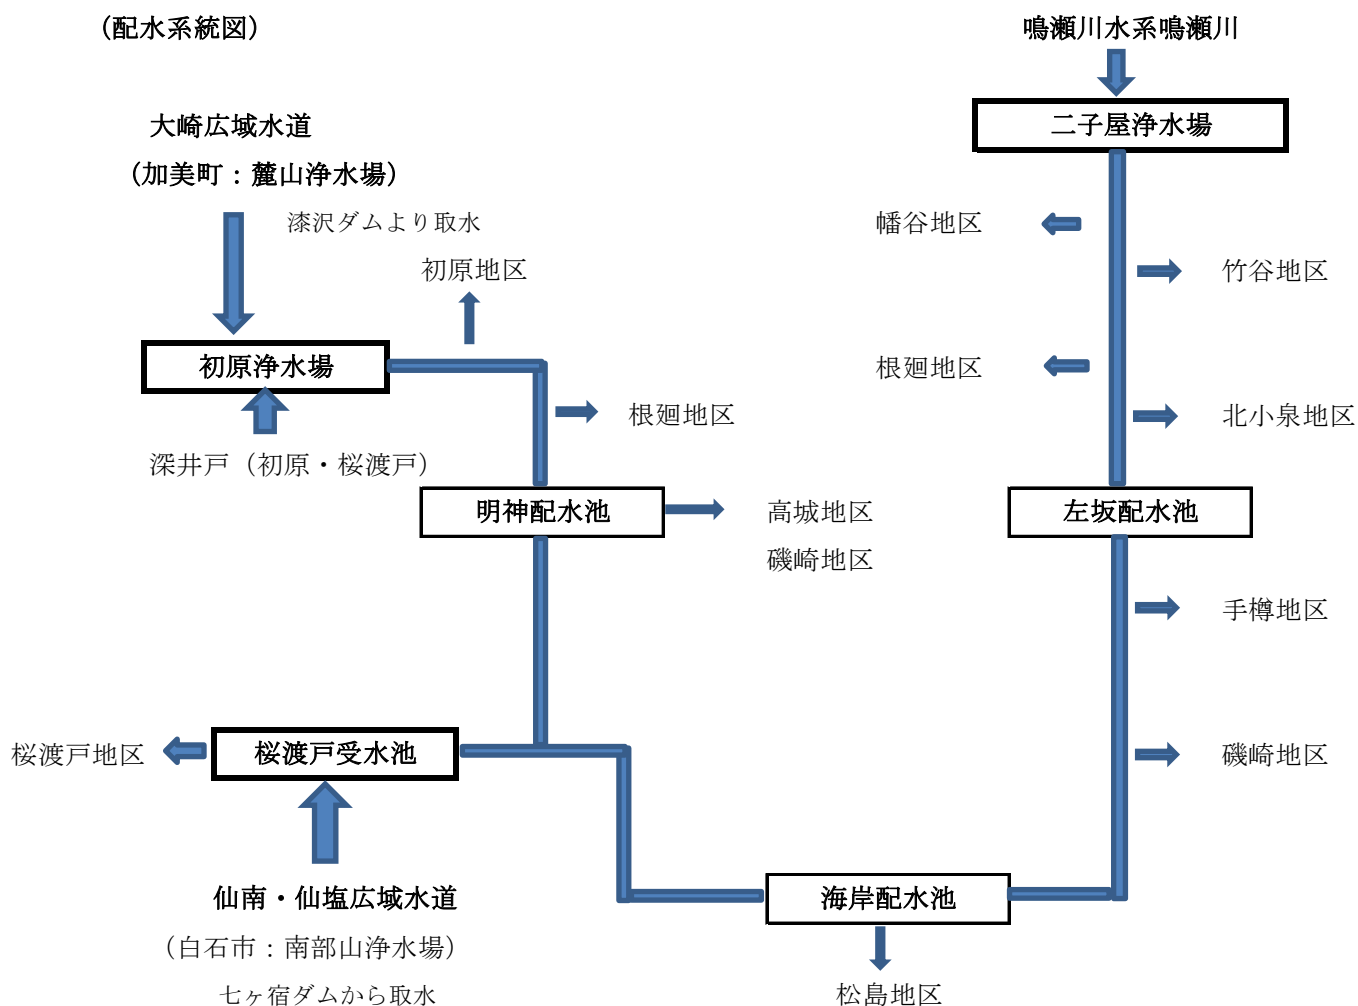 （配水系統図）
鳴瀬川水系鳴瀬川
大崎広域水道
（加美町：麓山浄水場）
漆沢ダムより取水
二子屋浄水場
幡谷地区
初原地区
竹谷地区
初原浄水場
根廻地区
根廻地区
北小泉地区
深井戸（初原・桜渡戸）
明神配水池
高城地区
磯崎地区
左坂配水池
手樽地区
桜渡戸地区
桜渡戸受水池
磯崎地区
仙南・仙塩広域水道
（白石市：南部山浄水場）
七ヶ宿ダムから取水
海岸配水池
松島地区